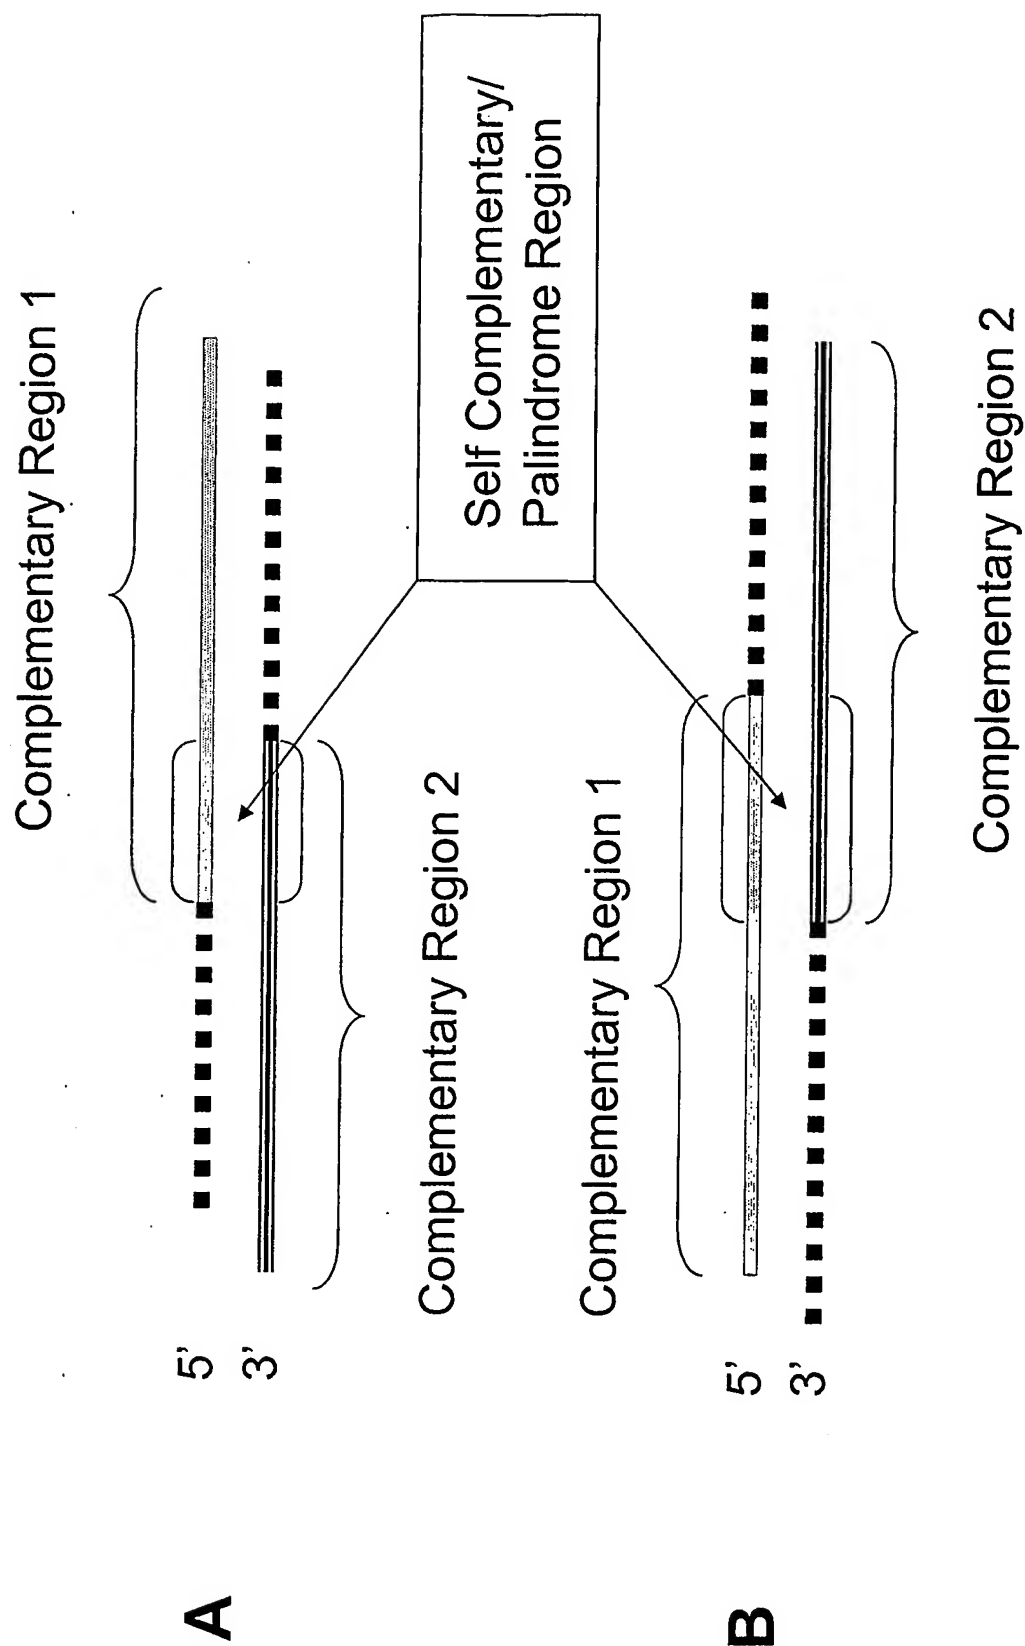 A
Complementary Region 1
5'
3'
Complementary Region 2
Self Complementary/
Palindrome Region
B
Complementary Region 1
5'
3'
Complementary Region 2